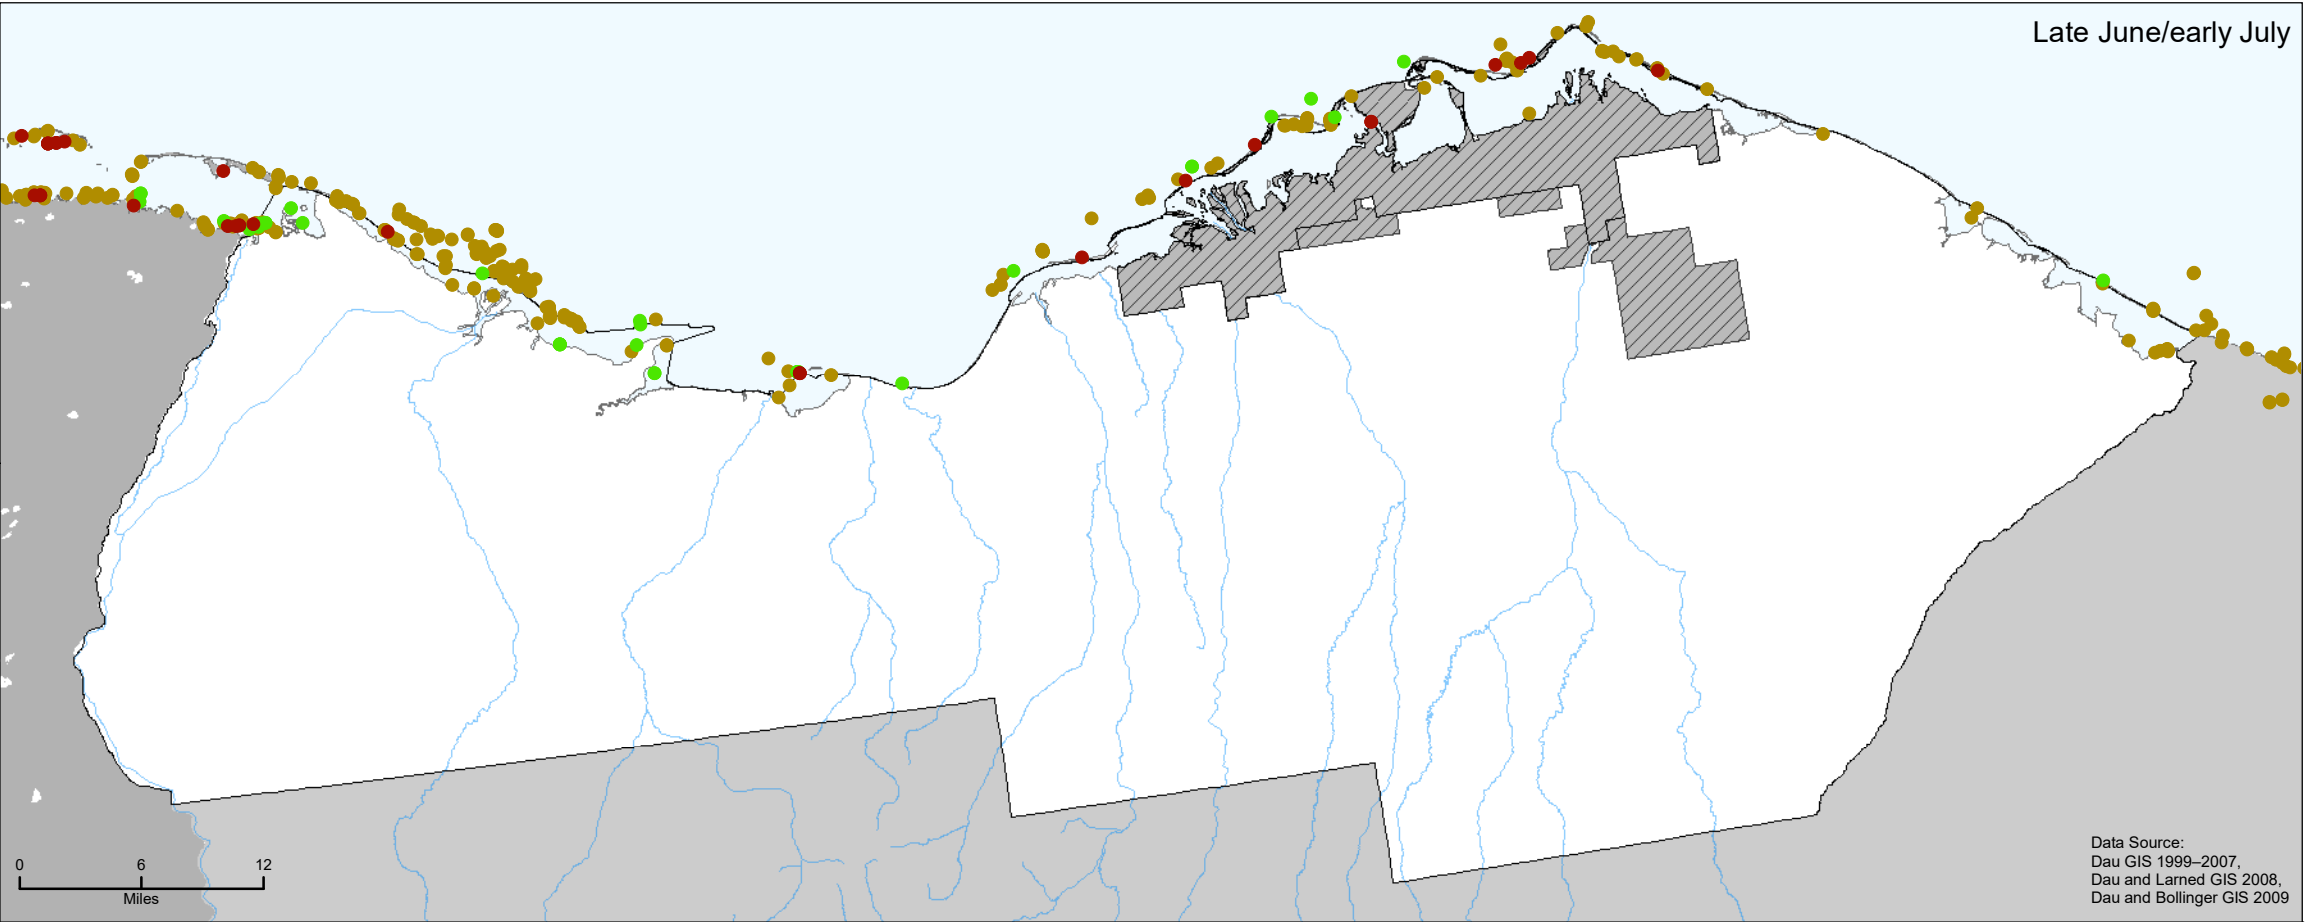 Late June/early July
0 6 12
Miles
Data Source:
Dau GIS 1999–2007,
Dau and Larned GIS 2008,
Dau and Bollinger GIS 2009